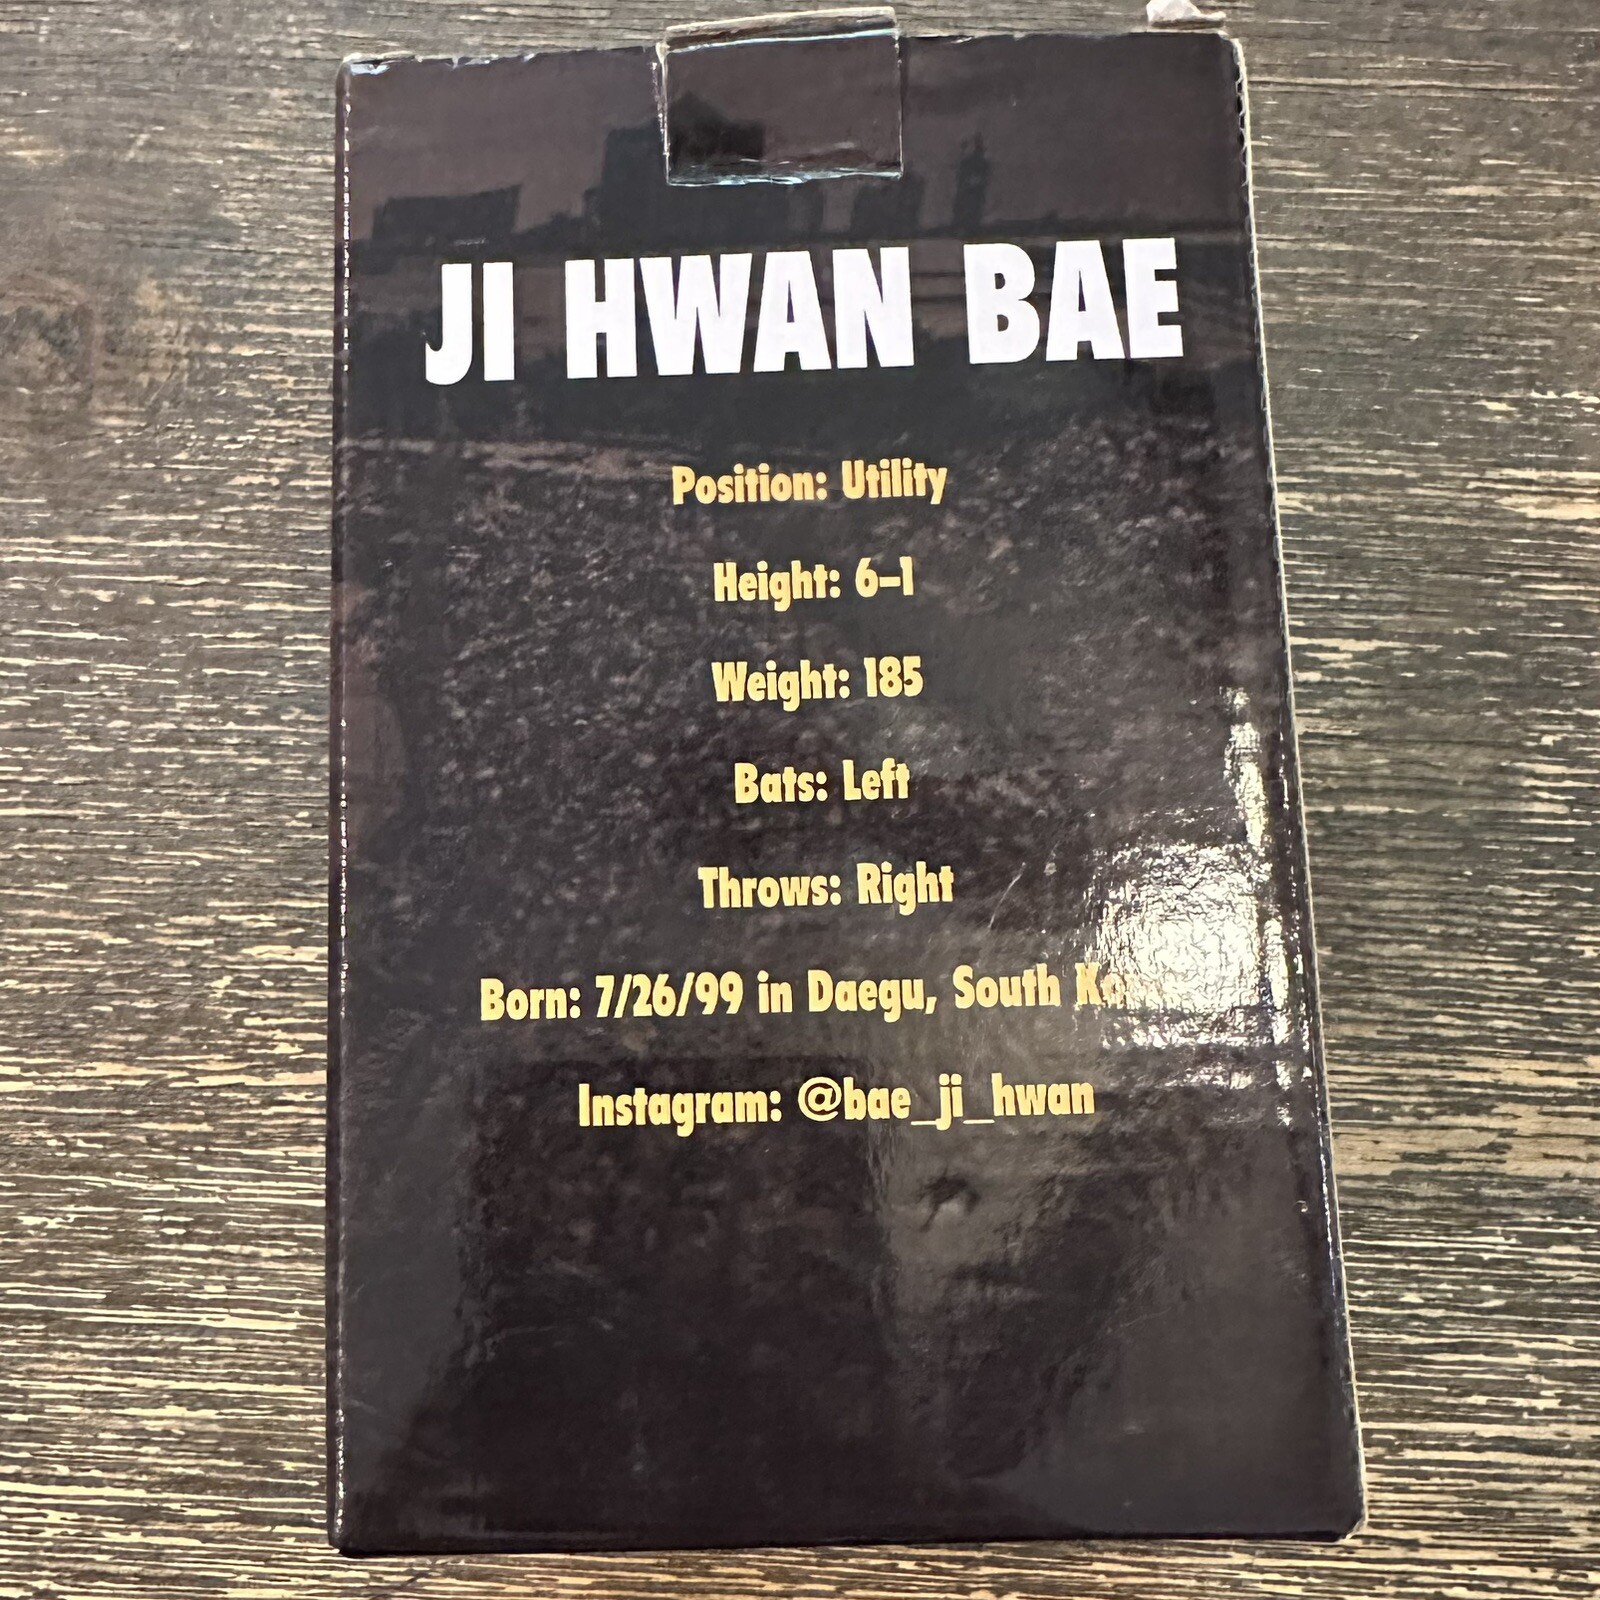 JI HWAN BAE
Position: Utility
Height: 6–1
Weight: 185
Bats: Left
Throws: Right
Born: 7/26/99 in Daegu, South
Instagram: @bae_ji_hwan